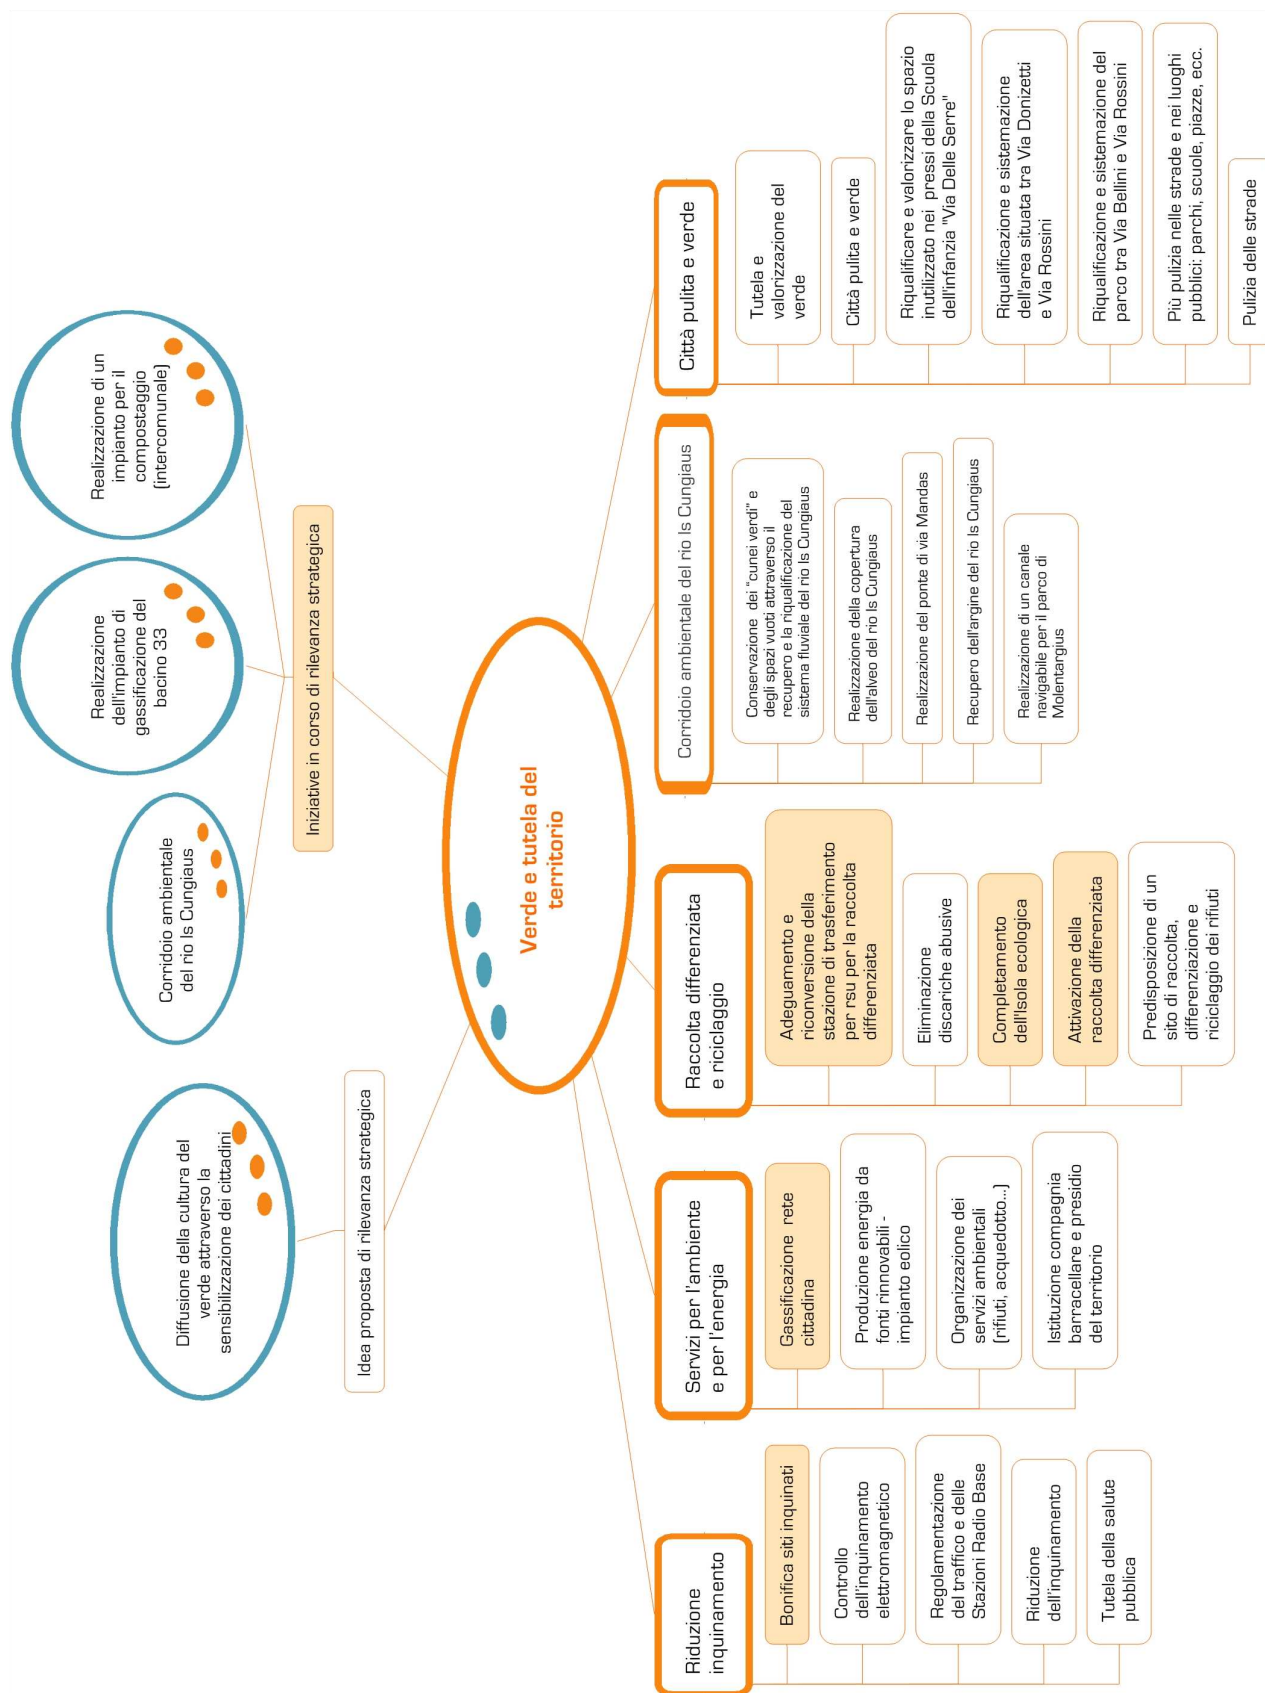 Diffusione della cultura del
verde attraverso la
sensibilizzazione dei cittadini
Corridoio ambientale
del rio Is Cungiaus
Realizzazione
dell'impianto di
gassificazione del
bacino 33
Realizzazione di un
impianto per il
compostaggio
(intercomunale)
Idea proposta di rilevanza strategica
Iniziative in corso di rilevanza strategica
Verde e tutela del
territorio
Riduzione
inquinamento
Bonifica siti inquinati
Controllo
dell'inquinamento
elettromagnetico
Regolamentazione
del traffico e delle
Stazioni Radio Base
Riduzione
dell'inquinamento
Tutela della salute
pubblica
Servizi per l'ambiente
e per l'energia
Gassificazione rete
cittadina
Produzione energia da
fonti rinnovabili -
impianto eolico
Organizzazione dei
servizi ambientali
(rifiuti, acquedotto...)
Istituzione compagnia
barracellare e presidio
del territorio
Raccolta differenziata
e riciclaggio
Adeguamento e
riconversione della
stazione di trasferimento
per rsu per la raccolta
differenziata
Eliminazione
discariche abusive
Completamento
dell'Isola ecologica
Attivazione della
raccolta differenziata
Predisposizione di un
sito di raccolta,
differenziazione e
riciclaggio dei rifiuti
Corridoio ambientale del rio Is Cungiaus
Conservazione dei "cunei verdi" e
degli spazi vuoti attraverso il
recupero e la riqualificazione del
sistema fluviale del rio Is Cungiaus
Realizzazione della copertura
dell'alveo del rio Is Cungiaus
Realizzazione del ponte di via Mandas
Recupero dell'argine del rio Is Cungiaus
Realizzazione di un canale
navigabile per il parco di
Molentargius
Città pulita e verde
Tutela e
valorizzazione del
verde
Città pulita e verde
Riqualificare e valorizzare lo spazio
inutilizzato nei pressi della Scuola
dell'infanzia "Via Delle Serre"
Riqualificazione e sistemazione
dell'area situata tra Via Donizetti
e Via Rossini
Riqualificazione e sistemazione del
parco tra Via Bellini e Via Rossini
Più pulizia nelle strade e nei luoghi
pubblici: parchi, scuole, piazze, ecc.
Pulizia delle strade